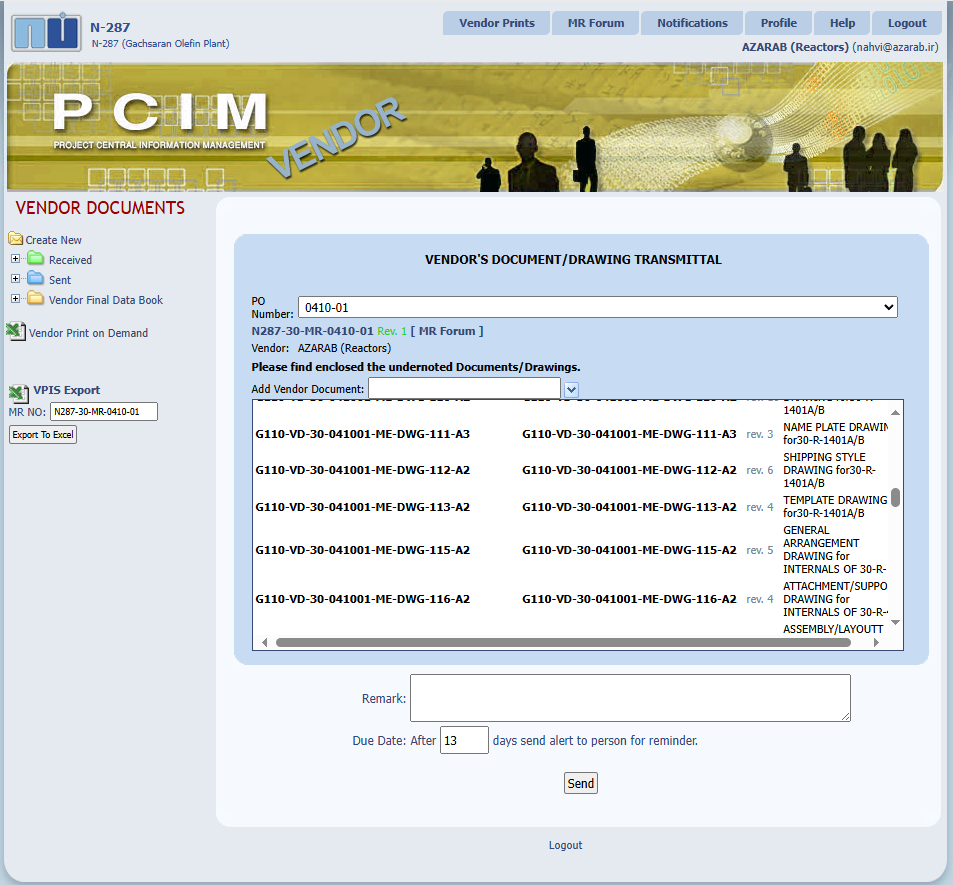 N-287
N-287 (Gachsaran Olefin Plant)
Vendor Prints
MR Forum
Notifications
Profile
Help
Logout
AZARAB (Reactors) (nahvi@azarab.ir)
PCIM
PROJECT CENTRAL INFORMATION MANAGEMENT
VENDOR
VENDOR DOCUMENTS
Create New
Received
Sent
Vendor Final Data Book
Vendor Print on Demand
VPIS Export
MR NO: N287-30-MR-0410-01
Export To Excel
VENDOR'S DOCUMENT/DRAWING TRANSMITTAL
PO
Number: 0410-01
N287-30-MR-0410-01 Rev. 1 [ MR Forum ]
Vendor: AZARAB (Reactors)
Please find enclosed the undernoted Documents/Drawings.
Add Vendor Document:
1401A/B
G110-VD-30-041001-ME-DWG-111-A3 G110-VD-30-041001-ME-DWG-111-A3 rev. 3 NAME PLATE DRAWIN
for30-R-1401A/B
SHIPPING STYLE
G110-VD-30-041001-ME-DWG-112-A2 G110-VD-30-041001-ME-DWG-112-A2 rev. 6 DRAWING for30-R-
1401A/B
G110-VD-30-041001-ME-DWG-113-A2 G110-VD-30-041001-ME-DWG-113-A2 rev. 4 TEMPLATE DRAWING
for30-R-1401A/B
GENERAL
ARRANGEMENT
G110-VD-30-041001-ME-DWG-115-A2 G110-VD-30-041001-ME-DWG-115-A2 rev. 5 DRAWING for
INTERNALS OF 30-R-
ATTACHMENT/SUPPO
G110-VD-30-041001-ME-DWG-116-A2 G110-VD-30-041001-ME-DWG-116-A2 rev. 4 DRAWING for
INTERNALS OF 30-R-
ASSEMBLY/LAYOUTT
Remark:
Due Date: After 13 days send alert to person for reminder.
Send
Logout